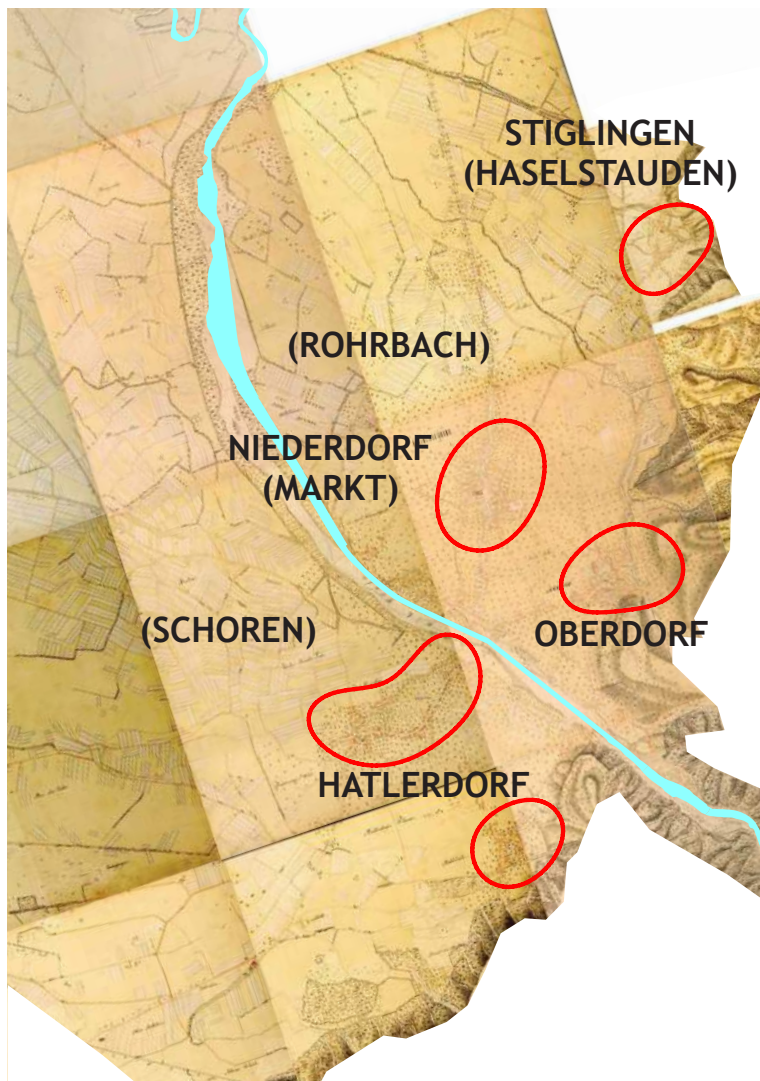 STIGLINGEN
(HASELSTAUDEN)
(ROHRBACH)
NIEDERDORF
(MARKT)
(SCHOREN)
OBERDORF
HATLERDORF